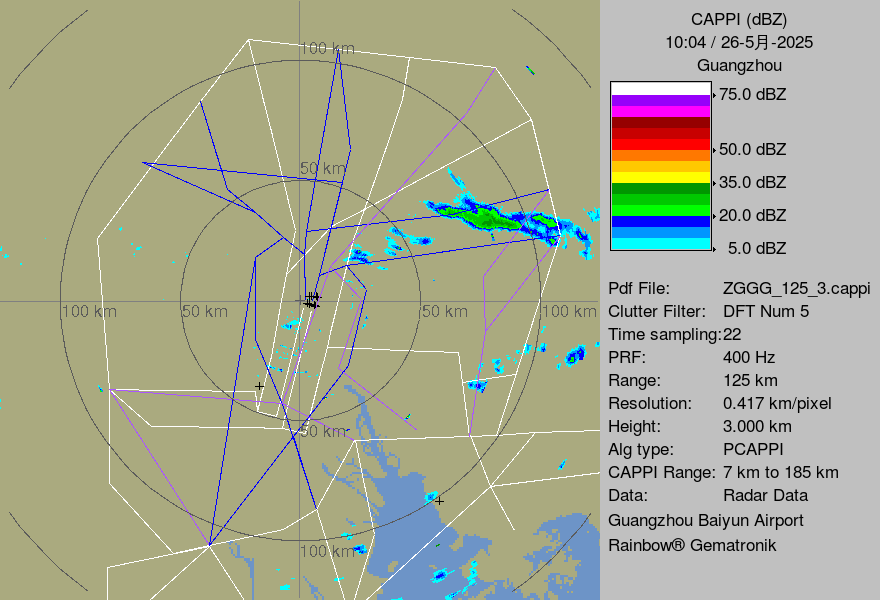 CAPPI (dBZ)
10:04 / 26-5月-2025
Guangzhou
75.0 dBZ
50.0 dBZ
35.0 dBZ
20.0 dBZ
5.0 dBZ
Pdf File: ZGGG_125_3.cappi
Clutter Filter: DFT Num 5
Time sampling:22
PRF: 400 Hz
Range: 125 km
Resolution: 0.417 km/pixel
Height: 3.000 km
Alg type: PCAPPI
CAPPI Range: 7 km to 185 km
Data: Radar Data
Guangzhou Baiyun Airport
Rainbow® Gematronik
100 km
50 km
100 km 50 km 50 km 100 km
50 km
100 km